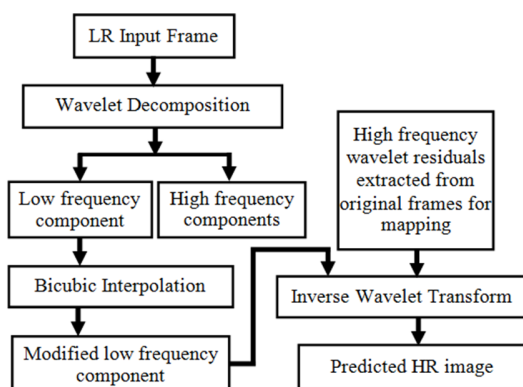 LR Input Frame
Wavelet Decomposition
Low frequency
component
High frequency
components
Bicubic Interpolation
Modified low frequency
component
High frequency
wavelet residuals
extracted from
original frames for
mapping
Inverse Wavelet Transform
Predicted HR image